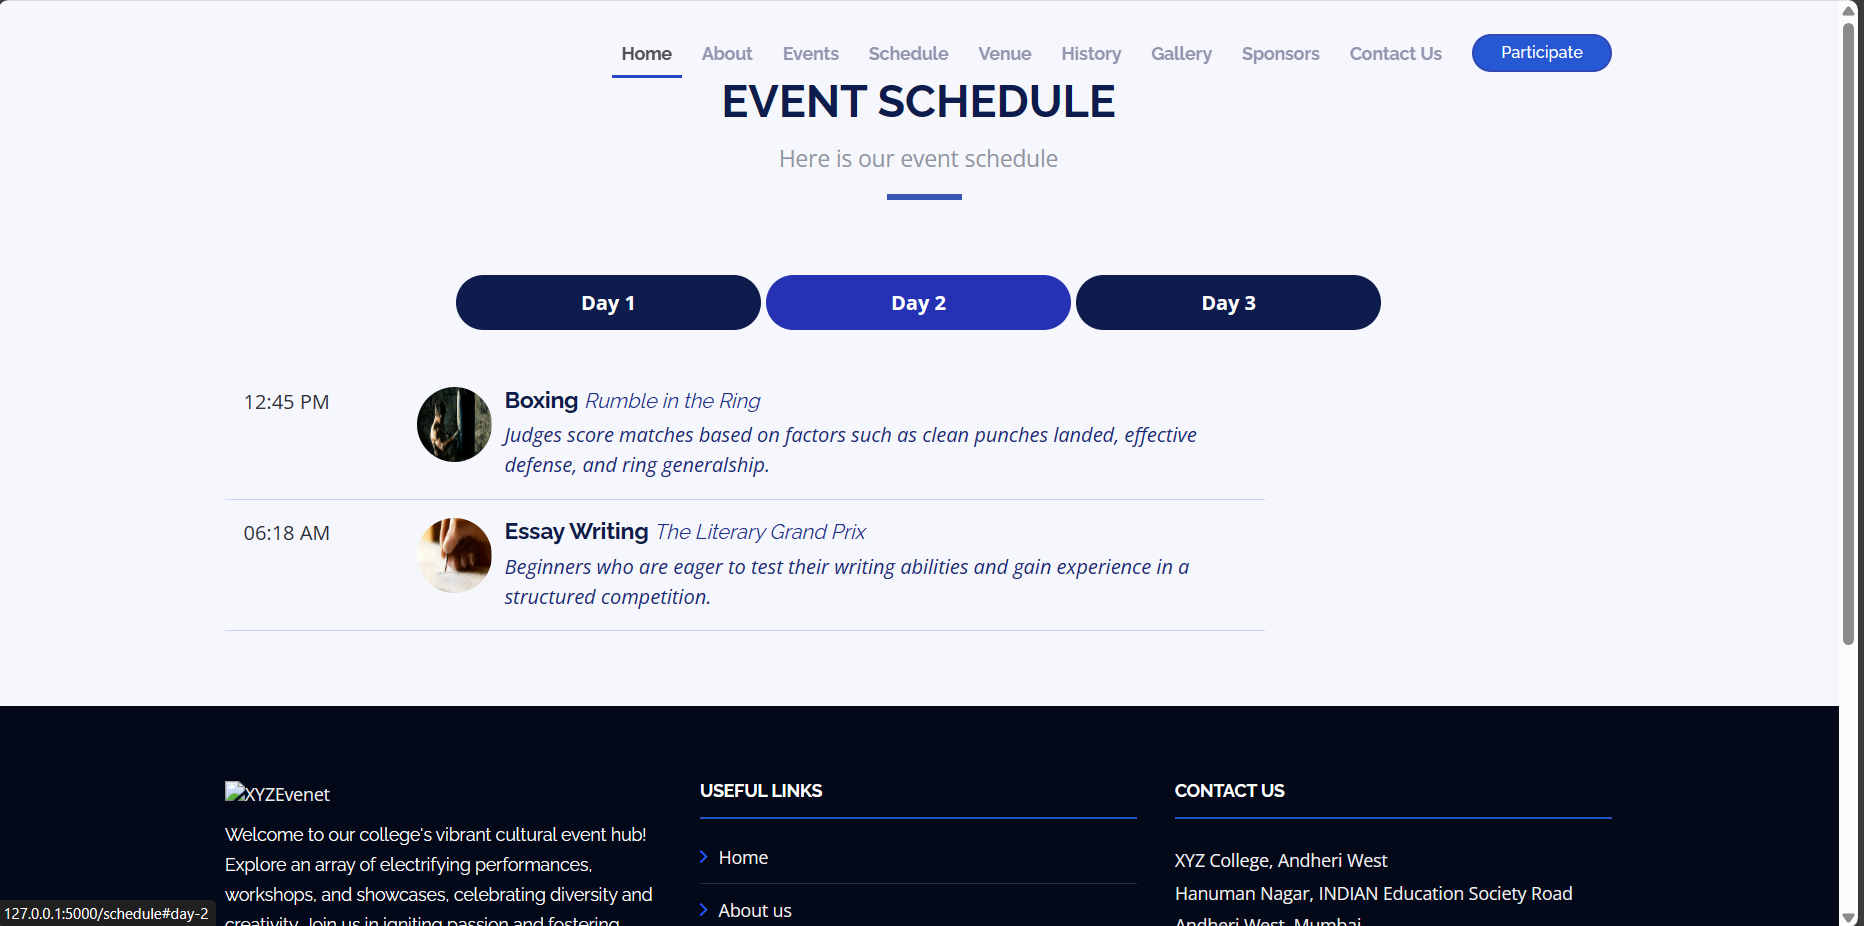 Home About Events Schedule Venue History Gallery Sponsors Contact Us Participate
EVENT SCHEDULE
Here is our event schedule
Day 1 Day 2 Day 3
12:45 PM
Boxing Rumble in the Ring
Judges score matches based on factors such as clean punches landed, effective
defense, and ring generalship.
06:18 AM
Essay Writing The Literary Grand Prix
Beginners who are eager to test their writing abilities and gain experience in a
structured competition.
XYZEvenet
Welcome to our college's vibrant cultural event hub!
Explore an array of electrifying performances,
workshops, and showcases, celebrating diversity and
creativity. Join us in igniting passion and fostering
USEFUL LINKS
Home
About us
CONTACT US
XYZ College, Andheri West
Hanuman Nagar, INDIAN Education Society Road
Andheri West, Mumbai
127.0.0.1:5000/schedule#day-2